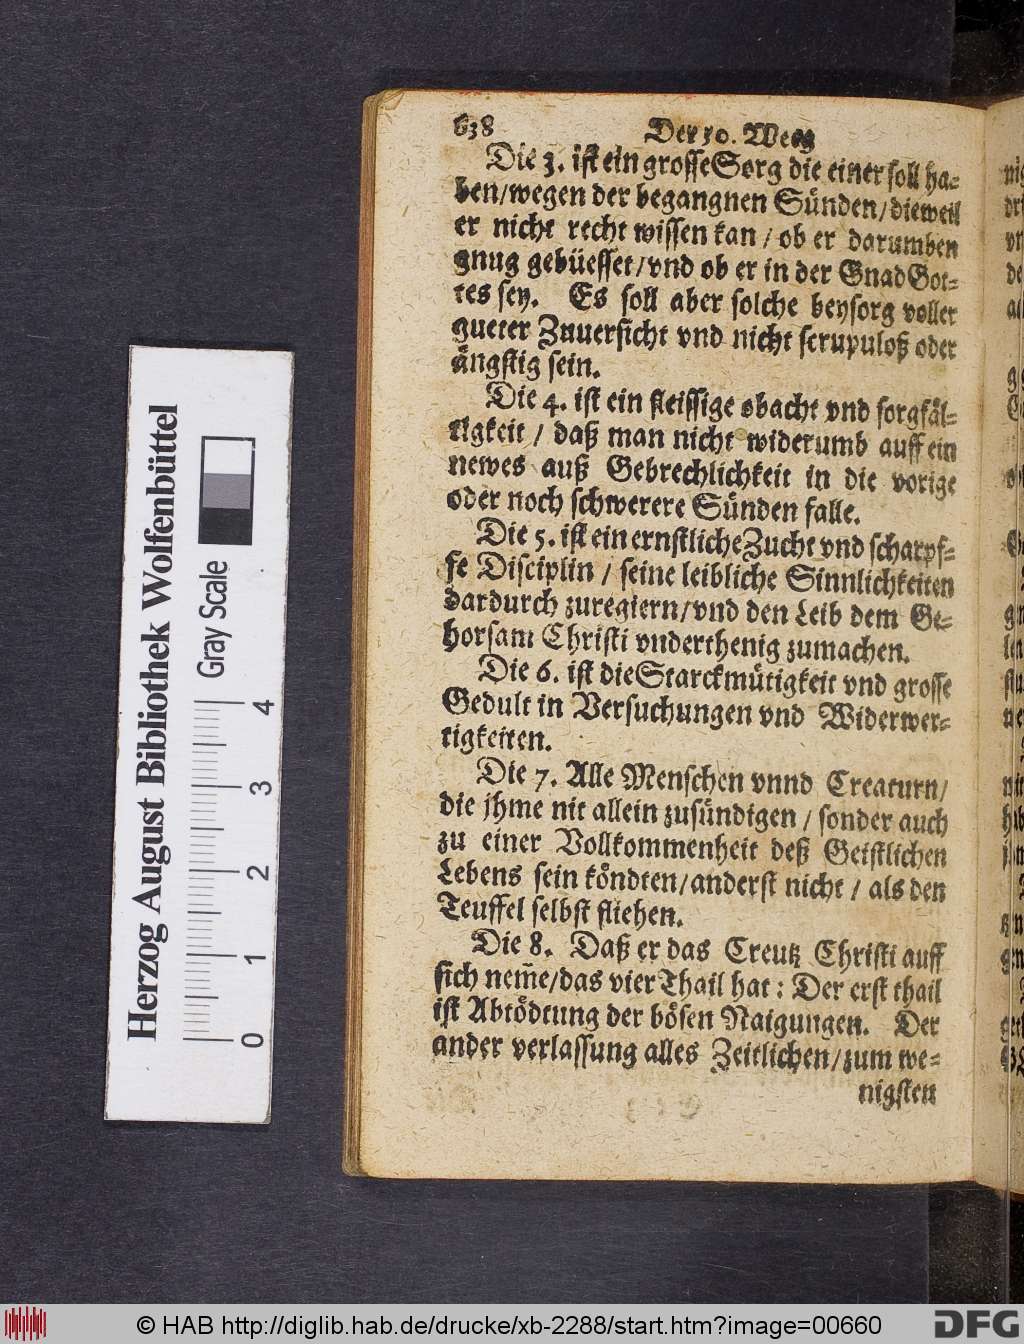 638 Der 50. Weeg
Die 3. ist ein grosse Sorg die einer soll ha-
ben/wegen der begangnen Sünden/dieweil
er nicht recht wissen kan / ob er darumben
gnug gebüesset/vnd ob er in der Gnad Got-
tes sey. Es soll aber solche beysorg voller
gueter Zuuersicht vnd nicht scrupuloß oder
ängstig sein.
Die 4. ist ein fleissige obacht vnd sorgfäl-
tigkeit / daß man nicht widerumb auff ein
newes auß Gebrechlichkeit in die vorige
oder noch schwerere Sünden falle.
Die 5. ist ein ernstliche Zucht vnd scharpf-
fe Disciplin / seine leibliche Sinnlichkeiten
dardurch zuregiern/vnd den Leib dem Ge-
horsam Christi vnderthenig zumachen.
Die 6. ist die Starckmütigkeit vnd grosse
Gedult in Versuchungen vnd Widerwer-
tigkeiten.
Die 7. Alle Menschen vnnd Creaturn/
die jhme nit allein zusündigen / sonder auch
zu einer Vollkommenheit deß Geistlichen
Lebens sein köndten/anderst nicht / als den
Teuffel selbst fliehen.
Die 8. Daß er das Creutz Christi auff
sich nem̃e/das vier Thail hat : Der erst thail
ist Abtödtung der bösen Naigungen. Der
ander verlassung alles Zeitlichen/zum we-
nigsten
Herzog August Bibliothek Wolfenbüttel
Gray Scale
0 1 2 3 4
© HAB http://diglib.hab.de/drucke/xb-2288/start.htm?image=00660
DFG